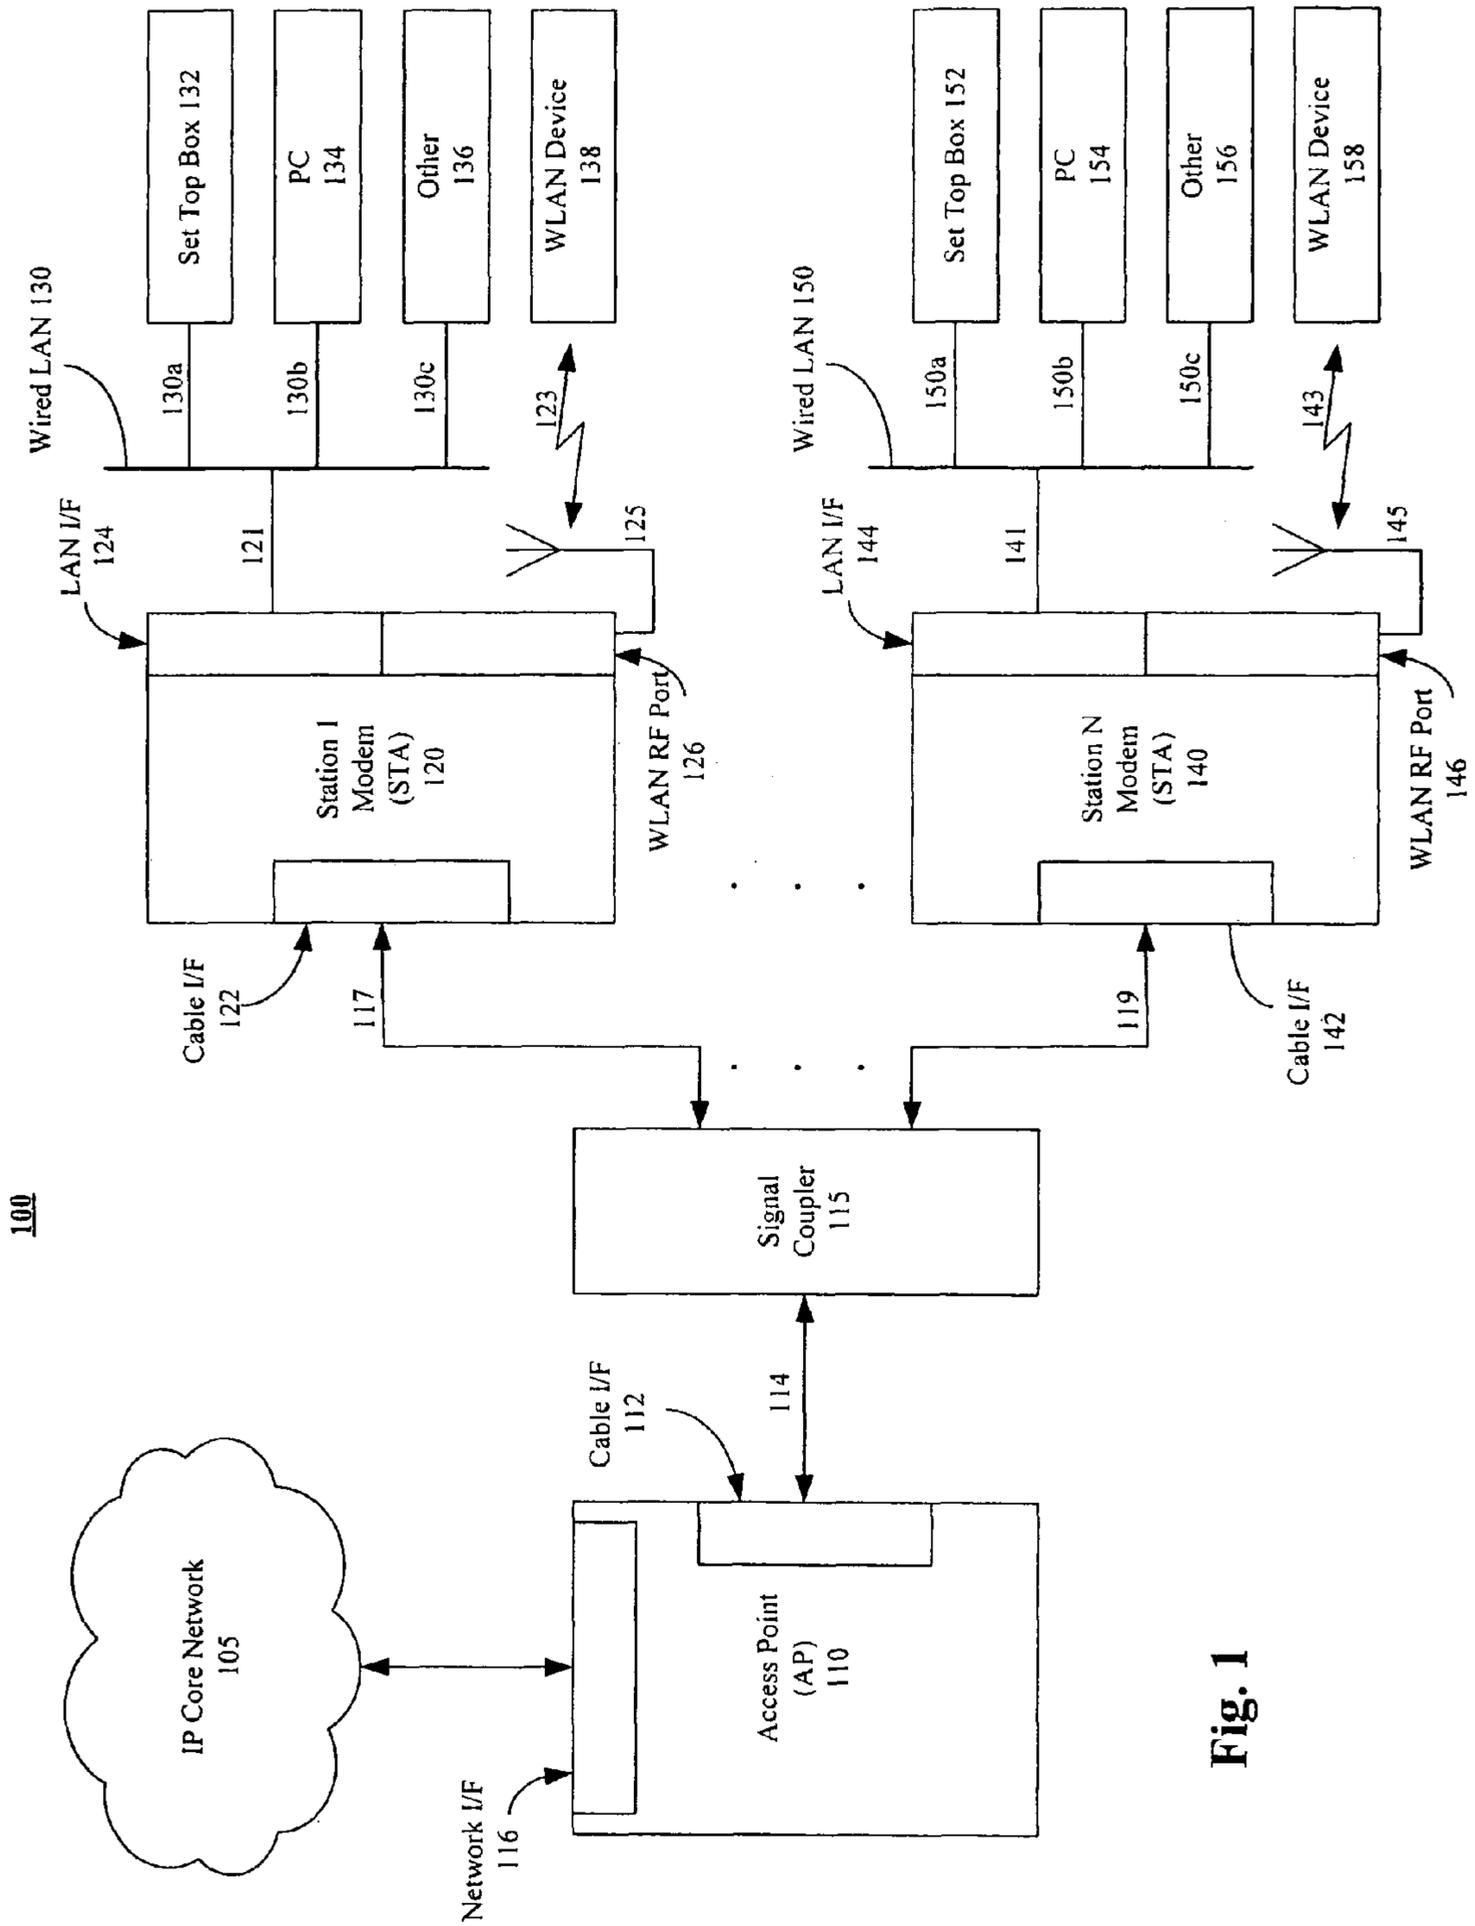 100
IP Core Network
105
Network I/F
116
Access Point
(AP)
110
Cable I/F
112
114
Signal
Coupler
115
117
119
Cable I/F
122
Station 1
Modem
(STA)
120
LAN I/F
124
WLAN RF Port
126
121
125
123
Wired LAN 130
130a
130b
130c
Set Top Box 132
PC
134
Other
136
WLAN Device
138
. . .
. . .
Cable I/F
142
Station N
Modem
(STA)
140
LAN I/F
144
WLAN RF Port
146
141
145
143
Wired LAN 150
150a
150b
150c
Set Top Box 152
PC
154
Other
156
WLAN Device
158
Fig. 1